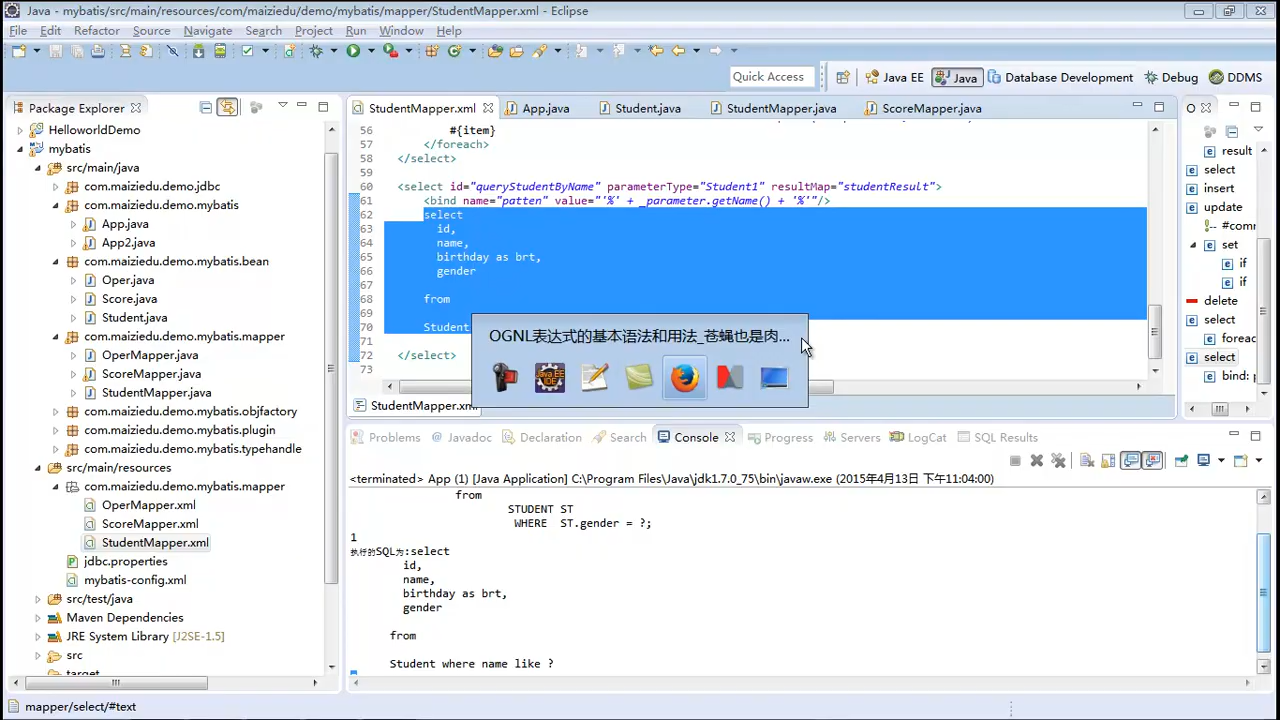 Java - mybatis/src/main/resources/com/maiziedu/demo/mybatis/mapper/StudentMapper.xml - Eclipse
File Edit Refactor Source Navigate Search Project Run Window Help
Quick Access
Java EE
Java
Database Development
Debug
DDMS
Package Explorer
HelloworldDemo
mybatis
src/main/java
com.maiziedu.demo.jdbc
com.maiziedu.demo.mybatis
App.java
App2.java
com.maiziedu.demo.mybatis.bean
Oper.java
Score.java
Student.java
com.maiziedu.demo.mybatis.mapper
OperMapper.java
ScoreMapper.java
StudentMapper.java
com.maiziedu.demo.mybatis.objfactory
com.maiziedu.demo.mybatis.plugin
com.maiziedu.demo.mybatis.typehandle
src/main/resources
com.maiziedu.demo.mybatis.mapper
OperMapper.xml
ScoreMapper.xml
StudentMapper.xml
jdbc.properties
mybatis-config.xml
src/test/java
Maven Dependencies
JRE System Library [J2SE-1.5]
src
target
StudentMapper.xml App.java Student.java StudentMapper.java ScoreMapper.java
56 #{item}
57 </foreach>
58 </select>
59
60 <select id="queryStudentByName" parameterType="Student1" resultMap="studentResult">
61 <bind name="patten" value="'%' + _parameter.getName() + '%'"/>
62 select
63 id,
64 name,
65 birthday as brt,
66 gender
67
68 from
69
70 Student
71
72 </select>
73
OGNL表达式的基本语法和用法_苍蝇也是肉...
StudentMapper.xml
O
result
select
insert
update
#comr
set
if
if
delete
select
foreac
select
bind:
Problems Javadoc Declaration Search Console Progress Servers LogCat SQL Results
<terminated> App (1) [Java Application] C:\Program Files\Java\jdk1.7.0_75\bin\javaw.exe (2015年4月13日 下午11:04:00)
from
STUDENT ST
WHERE ST.gender = ?;
1
执行的SQL为:select
id,
name,
birthday as brt,
gender
from
Student where name like ?
mapper/select/#text